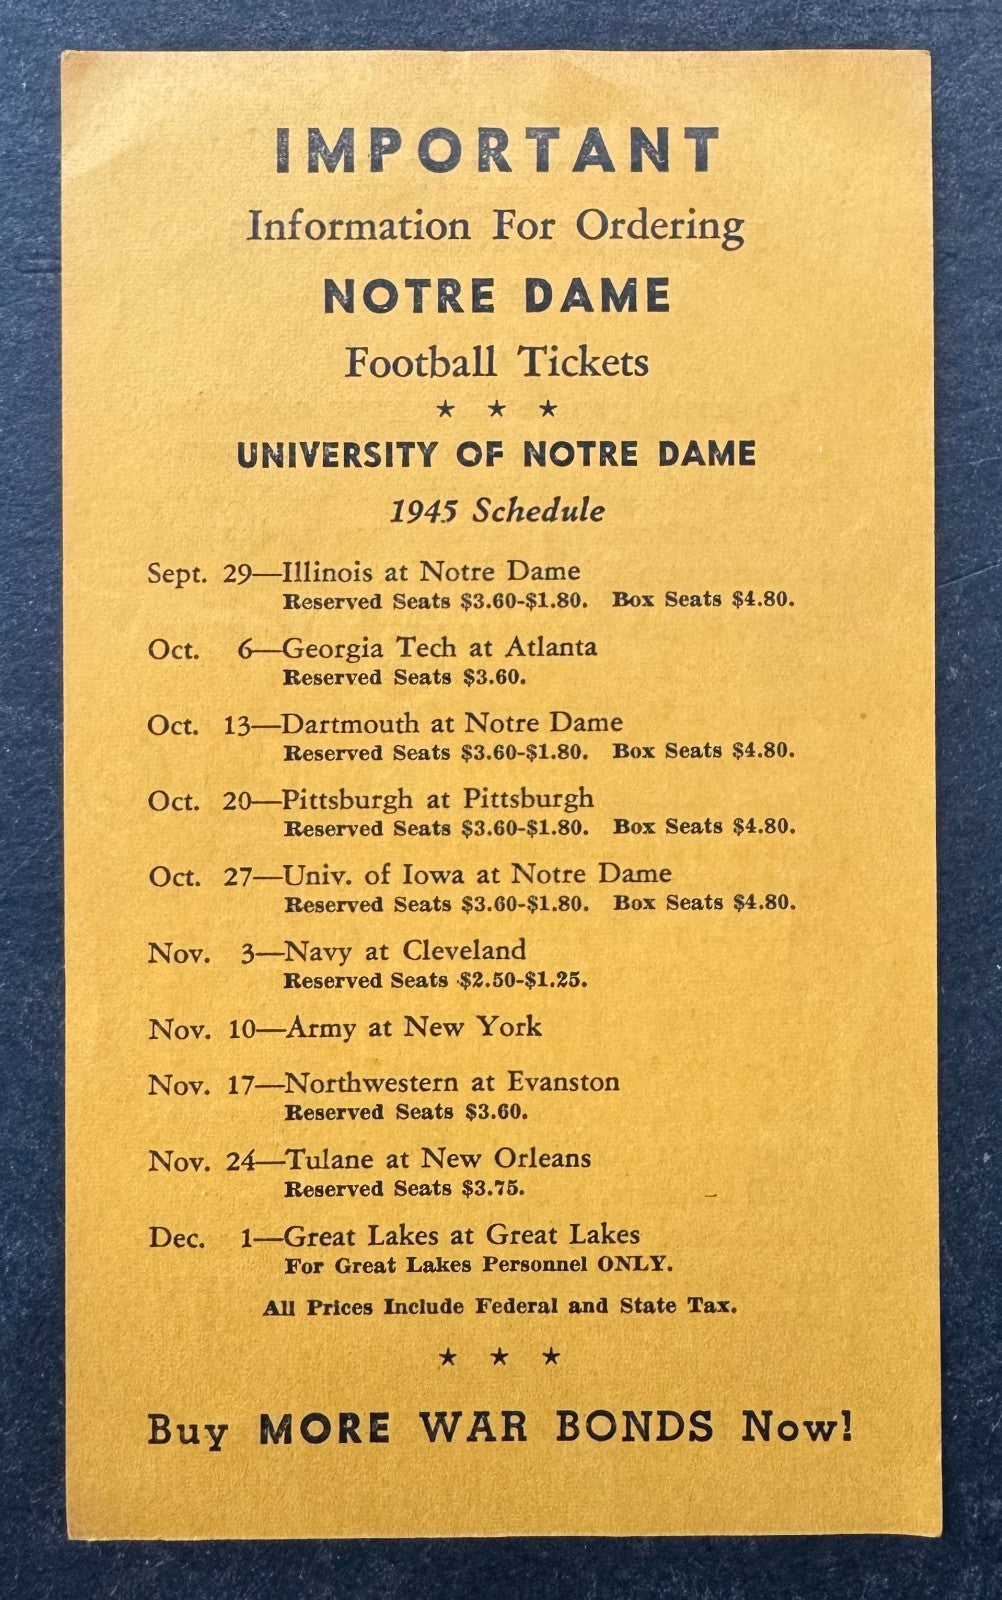 IMPORTANT
Information For Ordering
NOTRE DAME
Football Tickets
★ ★ ★
UNIVERSITY OF NOTRE DAME
1945 Schedule
Sept. 29—Illinois at Notre Dame
Reserved Seats $3.60-$1.80. Box Seats $4.80.
Oct. 6—Georgia Tech at Atlanta
Reserved Seats $3.60.
Oct. 13—Dartmouth at Notre Dame
Reserved Seats $3.60-$1.80. Box Seats $4.80.
Oct. 20—Pittsburgh at Pittsburgh
Reserved Seats $3.60-$1.80. Box Seats $4.80.
Oct. 27—Univ. of Iowa at Notre Dame
Reserved Seats $3.60-$1.80. Box Seats $4.80.
Nov. 3—Navy at Cleveland
Reserved Seats $2.50-$1.25.
Nov. 10—Army at New York
Nov. 17—Northwestern at Evanston
Reserved Seats $3.60.
Nov. 24—Tulane at New Orleans
Reserved Seats $3.75.
Dec. 1—Great Lakes at Great Lakes
For Great Lakes Personnel ONLY.
All Prices Include Federal and State Tax.
★ ★ ★
Buy MORE WAR BONDS Now!